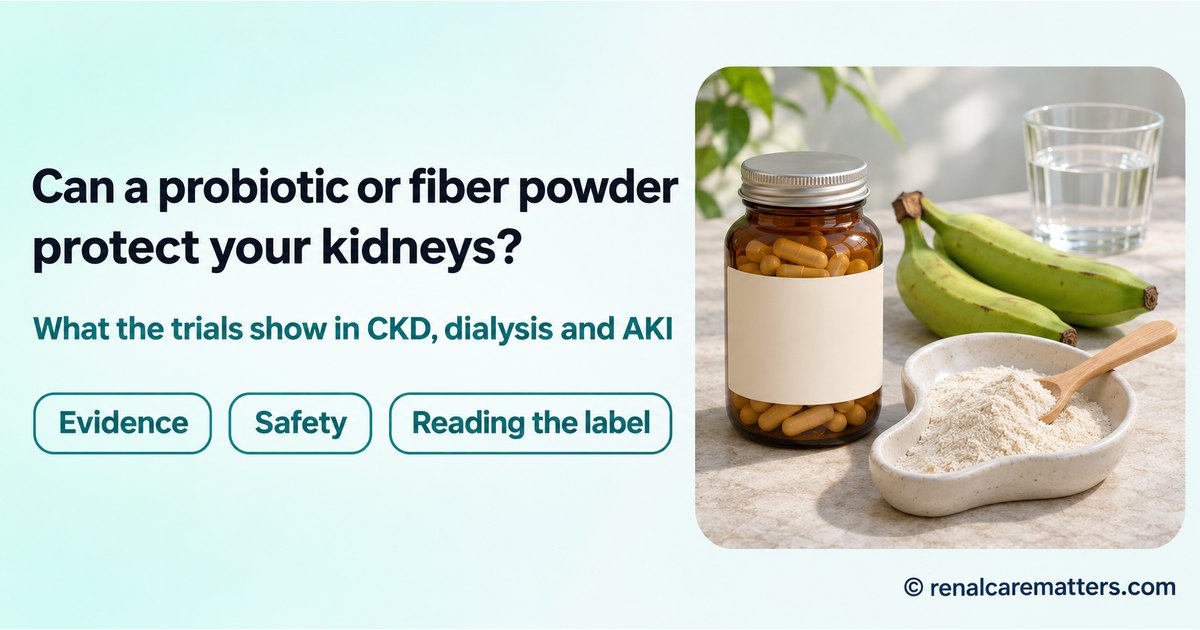 Can a probiotic or fiber powder
protect your kidneys?
What the trials show in CKD, dialysis and AKI
Evidence
Safety
Reading the label
© renalcarematters.com